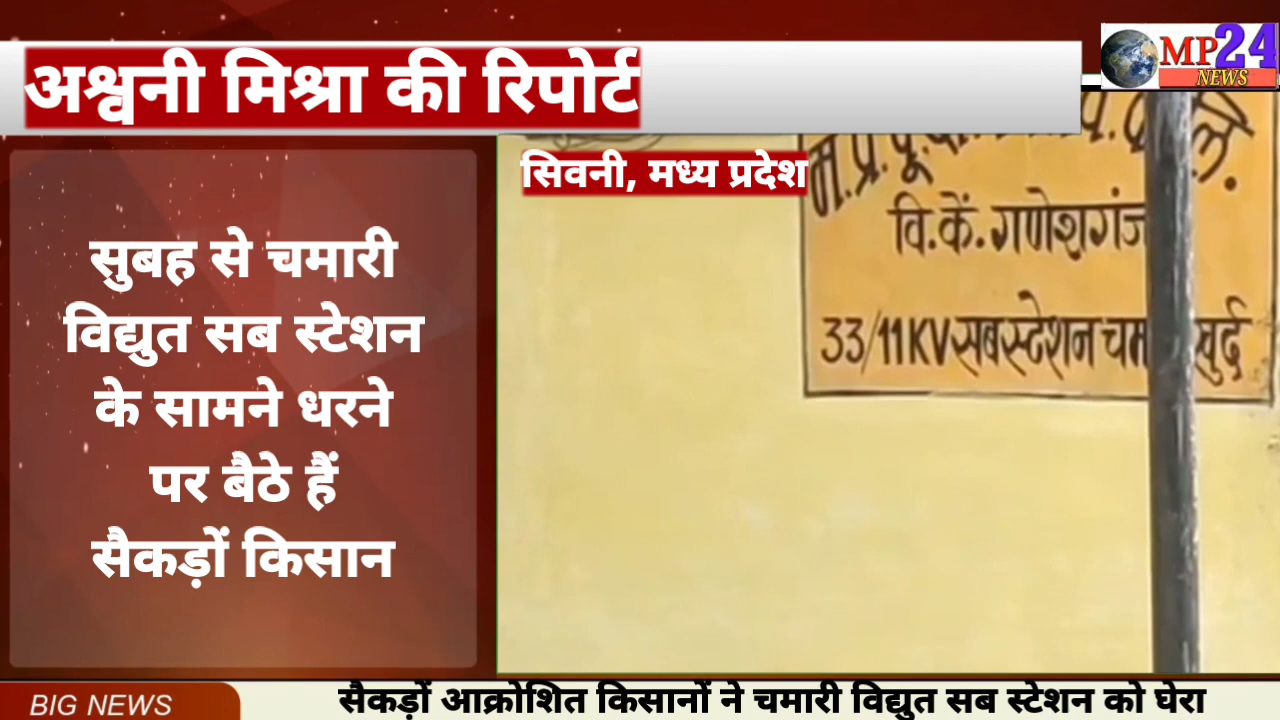 अश्वनी मिश्रा की रिपोर्ट
MP24
NEWS
सिवनी, मध्य प्रदेश
वि.कें. गणेशगंज
33/11KV सबस्टेशन
खुर्द
सुबह से चमारी
विद्युत सब स्टेशन
के सामने धरने
पर बैठे हैं
सैकड़ों किसान
BIG NEWS
सैकड़ों आक्रोशित किसानों ने चमारी विद्युत सब स्टेशन को घेरा